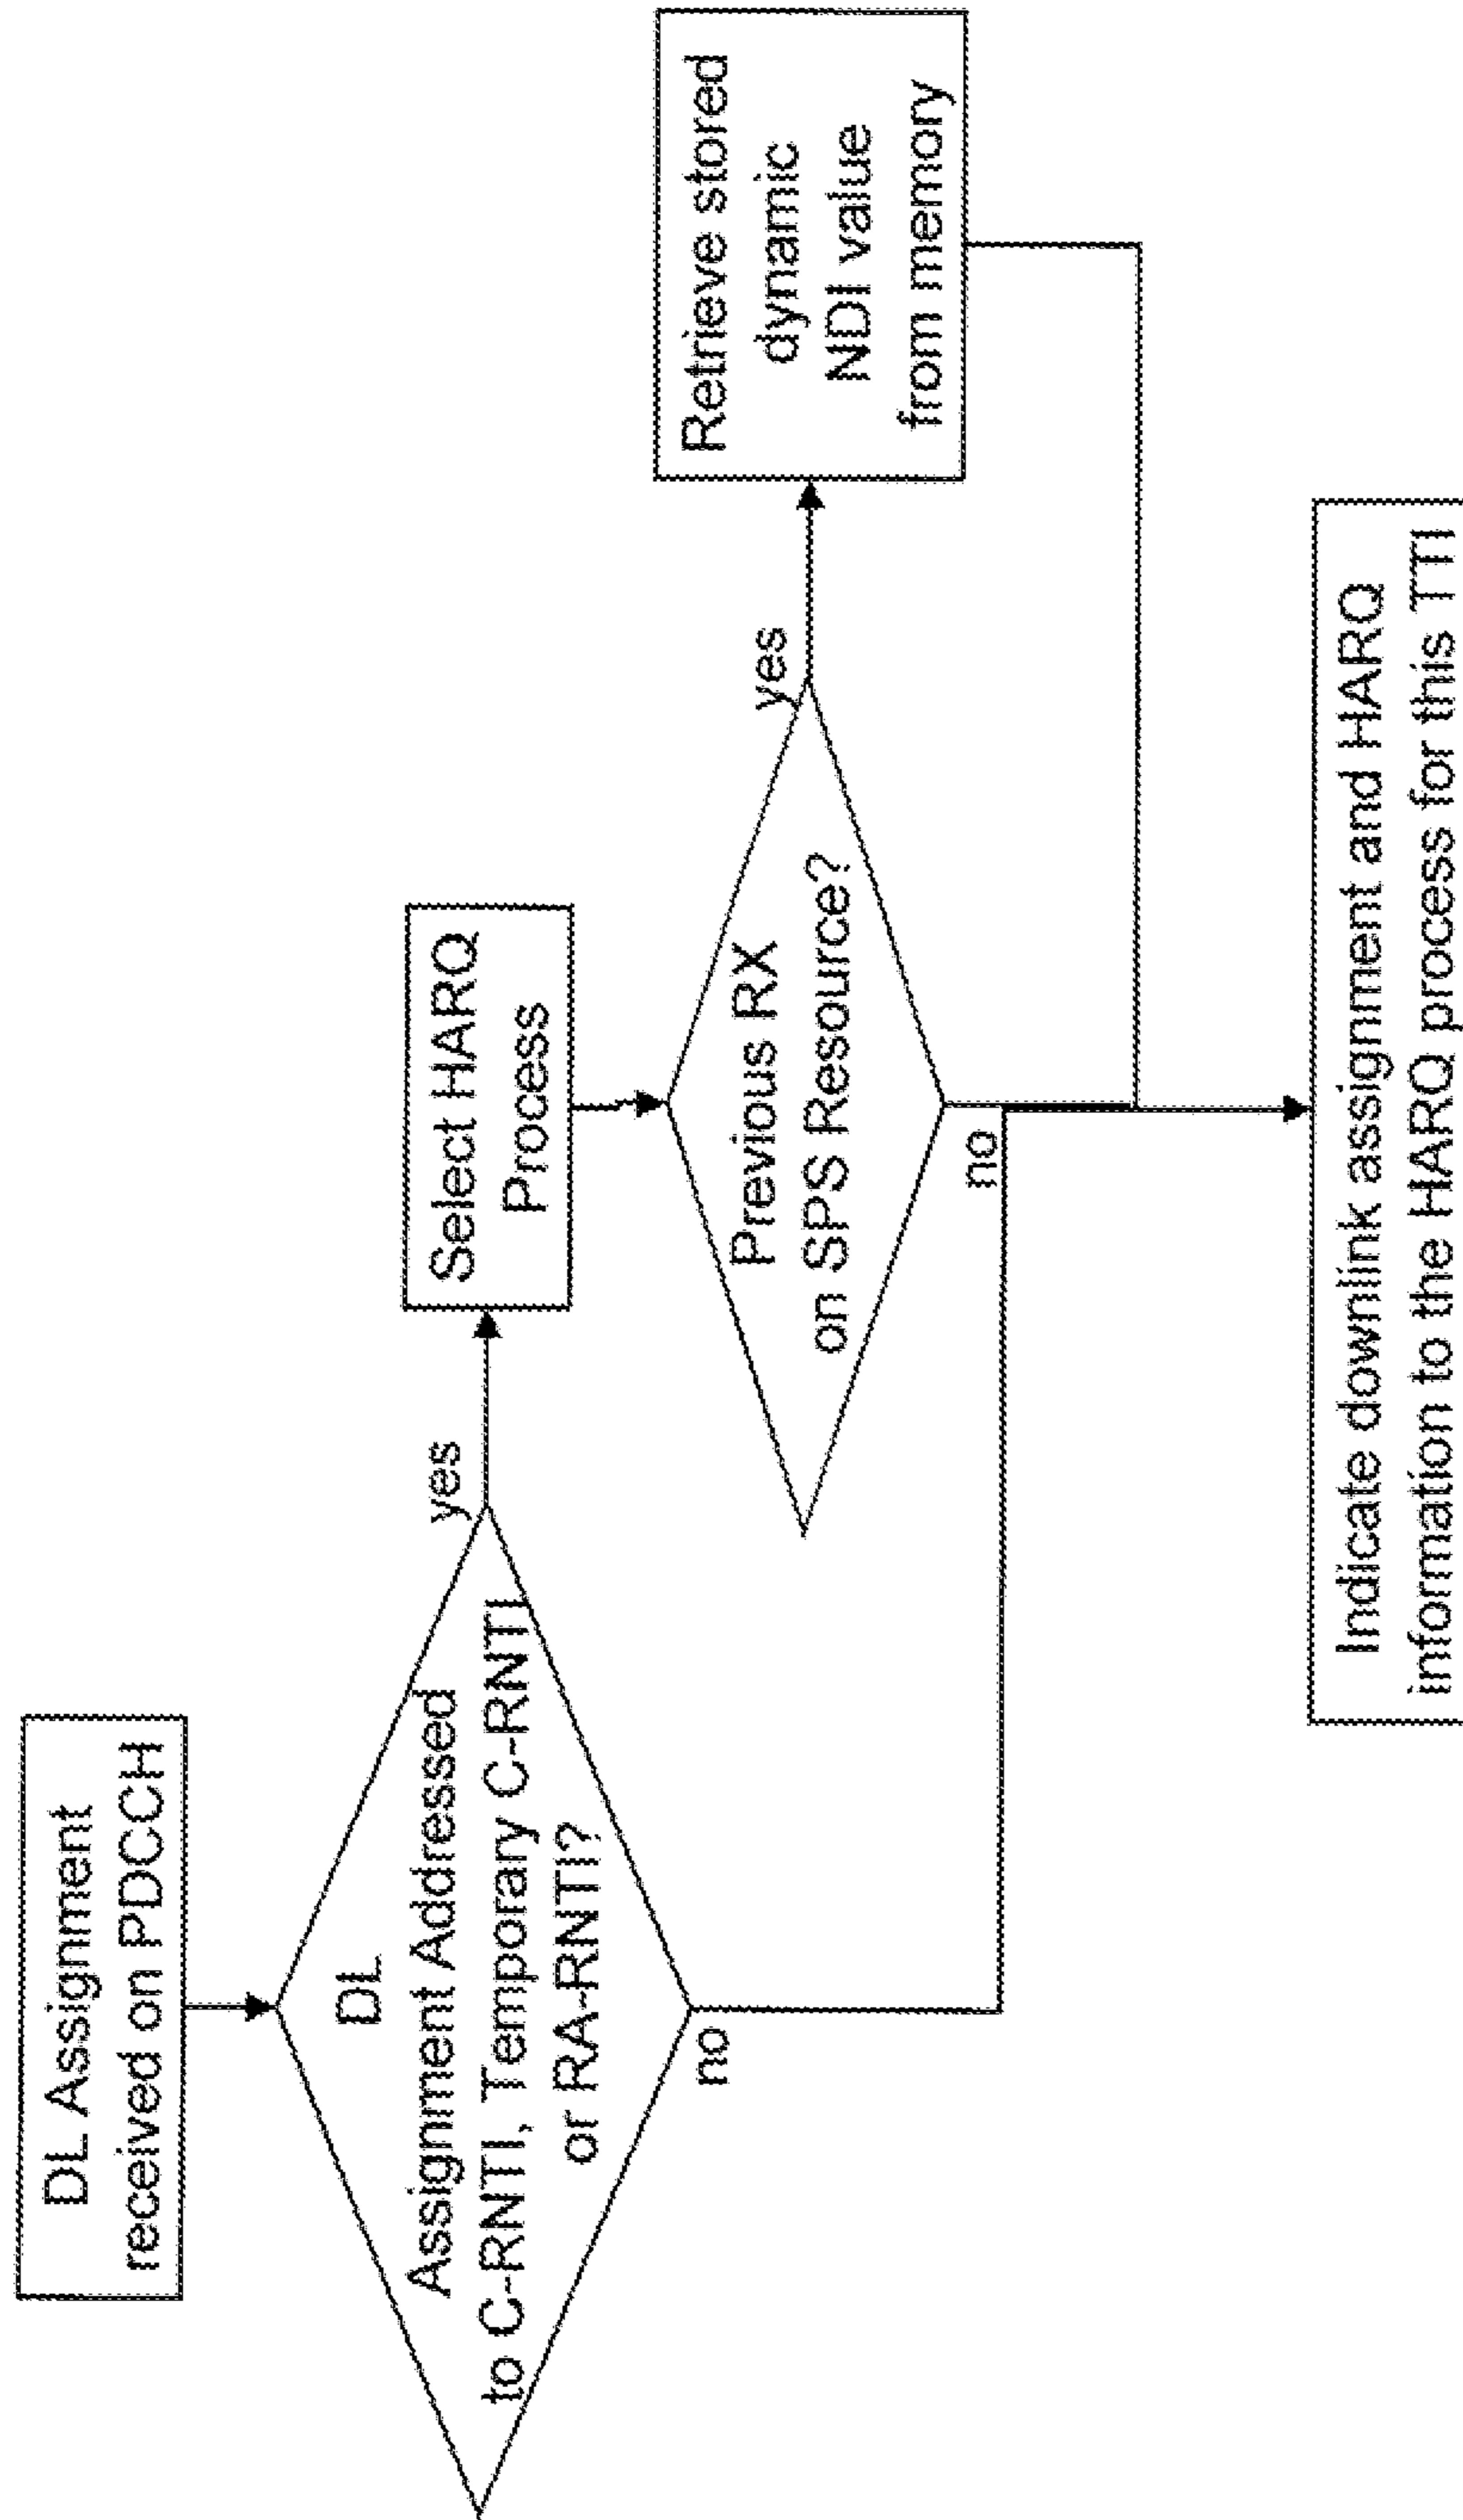 DL Assignment
received on PDCCH
DL
Assignment Addressed
to C-RNTI, Temporary C-RNTI
or RA-RNTI?
yes
no
Select HARQ
Process
Previous RX
on SPS Resource?
yes
no
Retrieve stored
dynamic
NDI value
from memory
Indicate downlink assignment and HARQ
information to the HARQ process for this TTI